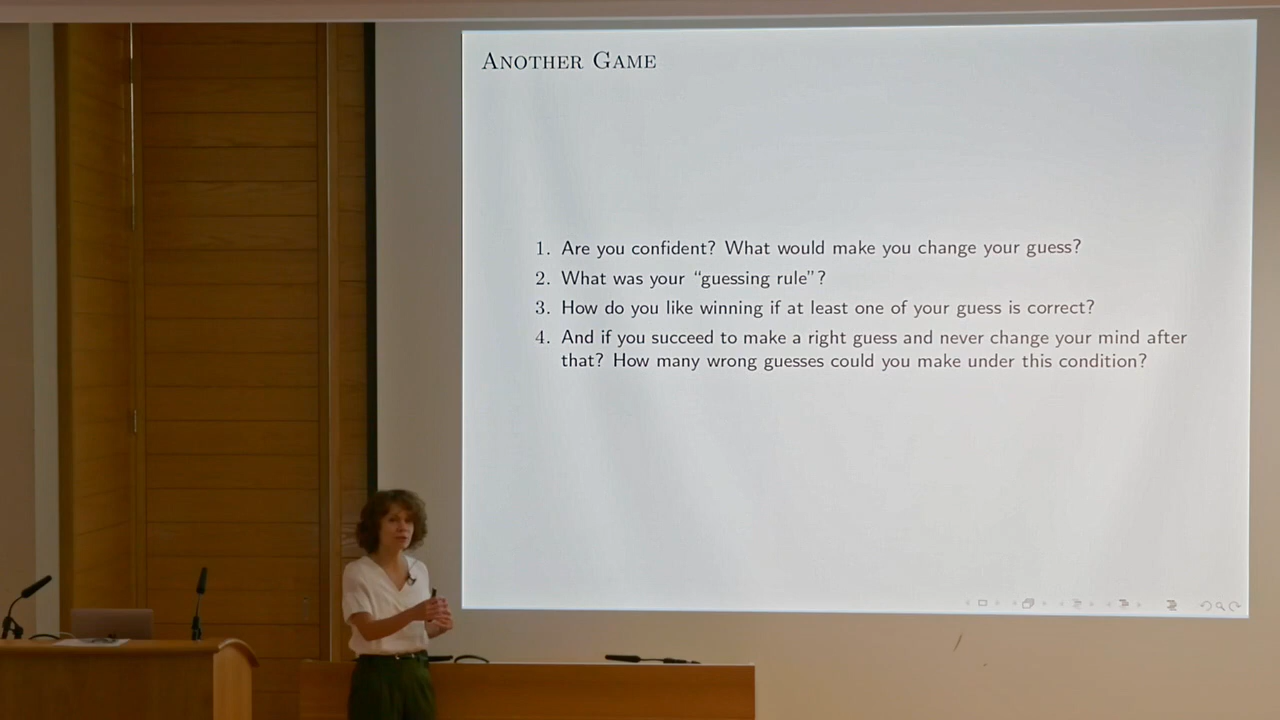 Another Game
1. Are you confident? What would make you change your guess?
2. What was your “guessing rule”?
3. How do you like winning if at least one of your guess is correct?
4. And if you succeed to make a right guess and never change your mind after
that? How many wrong guesses could you make under this condition?